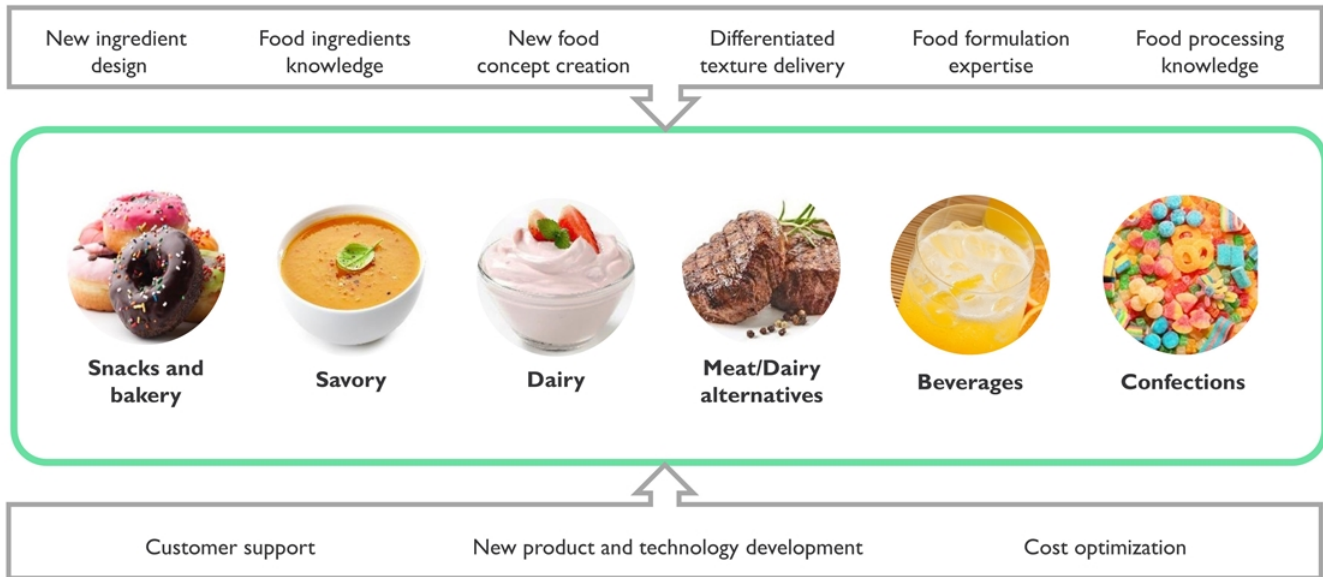 New ingredient
design
Food ingredients
knowledge
New food
concept creation
Differentiated
texture delivery
Food formulation
expertise
Food processing
knowledge
Snacks and
bakery
Savory
Dairy
Meat/Dairy
alternatives
Beverages
Confections
Customer support
New product and technology development
Cost optimization